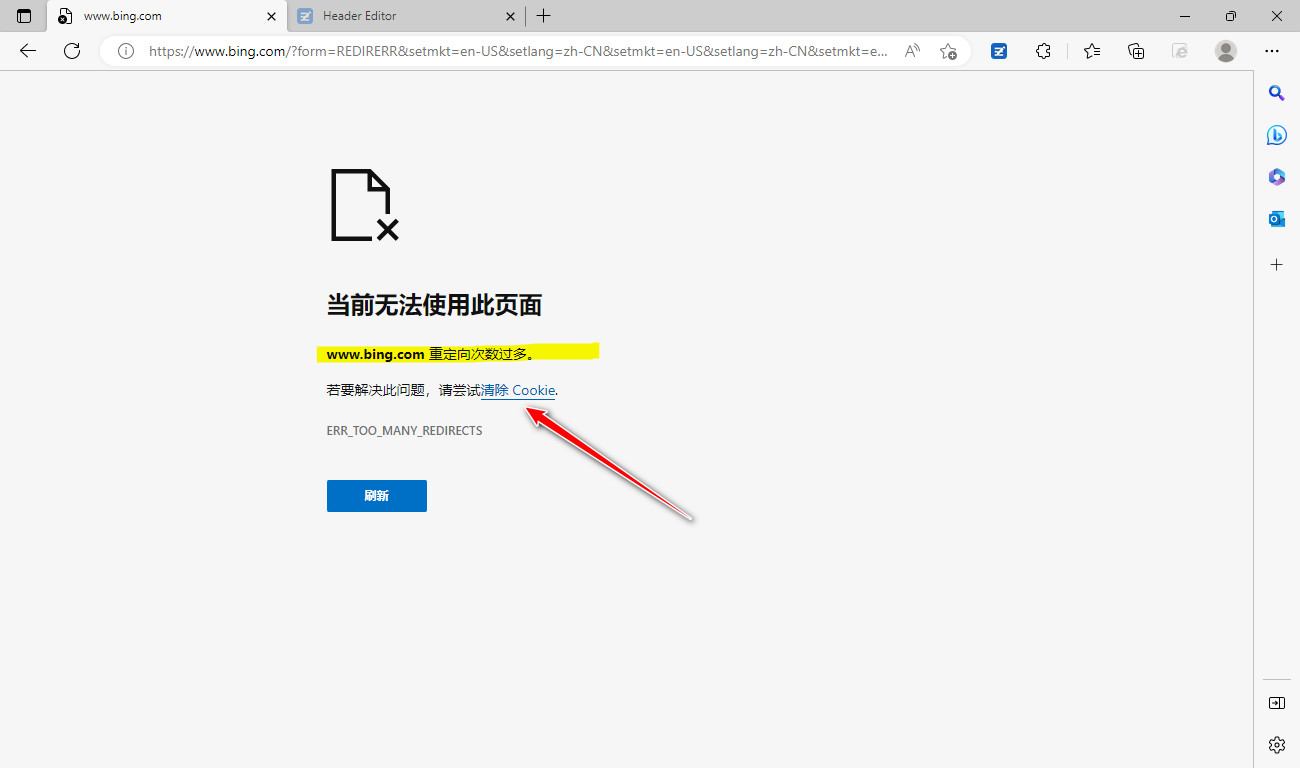 www.bing.com
Header Editor
https://www.bing.com/?form=REDIRERR&setmkt=en-US&setlang=zh-CN&setmkt=en-US&setlang=zh-CN&setmkt=e...
当前无法使用此页面
www.bing.com 重定向次数过多。
若要解决此问题，请尝试清除 Cookie.
ERR_TOO_MANY_REDIRECTS
刷新